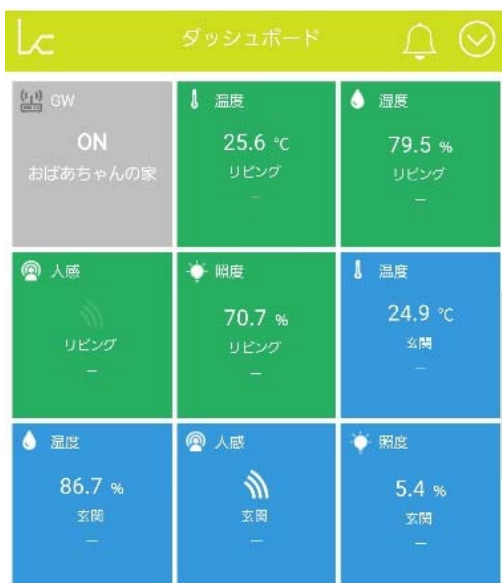 ダッシュボード
GW
ON
おばあちゃんの家
温度
25.6 ℃
リビング
—
湿度
79.5 %
リビング
—
人感
リビング
—
照度
70.7 %
リビング
—
温度
24.9 ℃
玄関
—
湿度
86.7 %
玄関
—
人感
玄関
—
照度
5.4 %
玄関
—